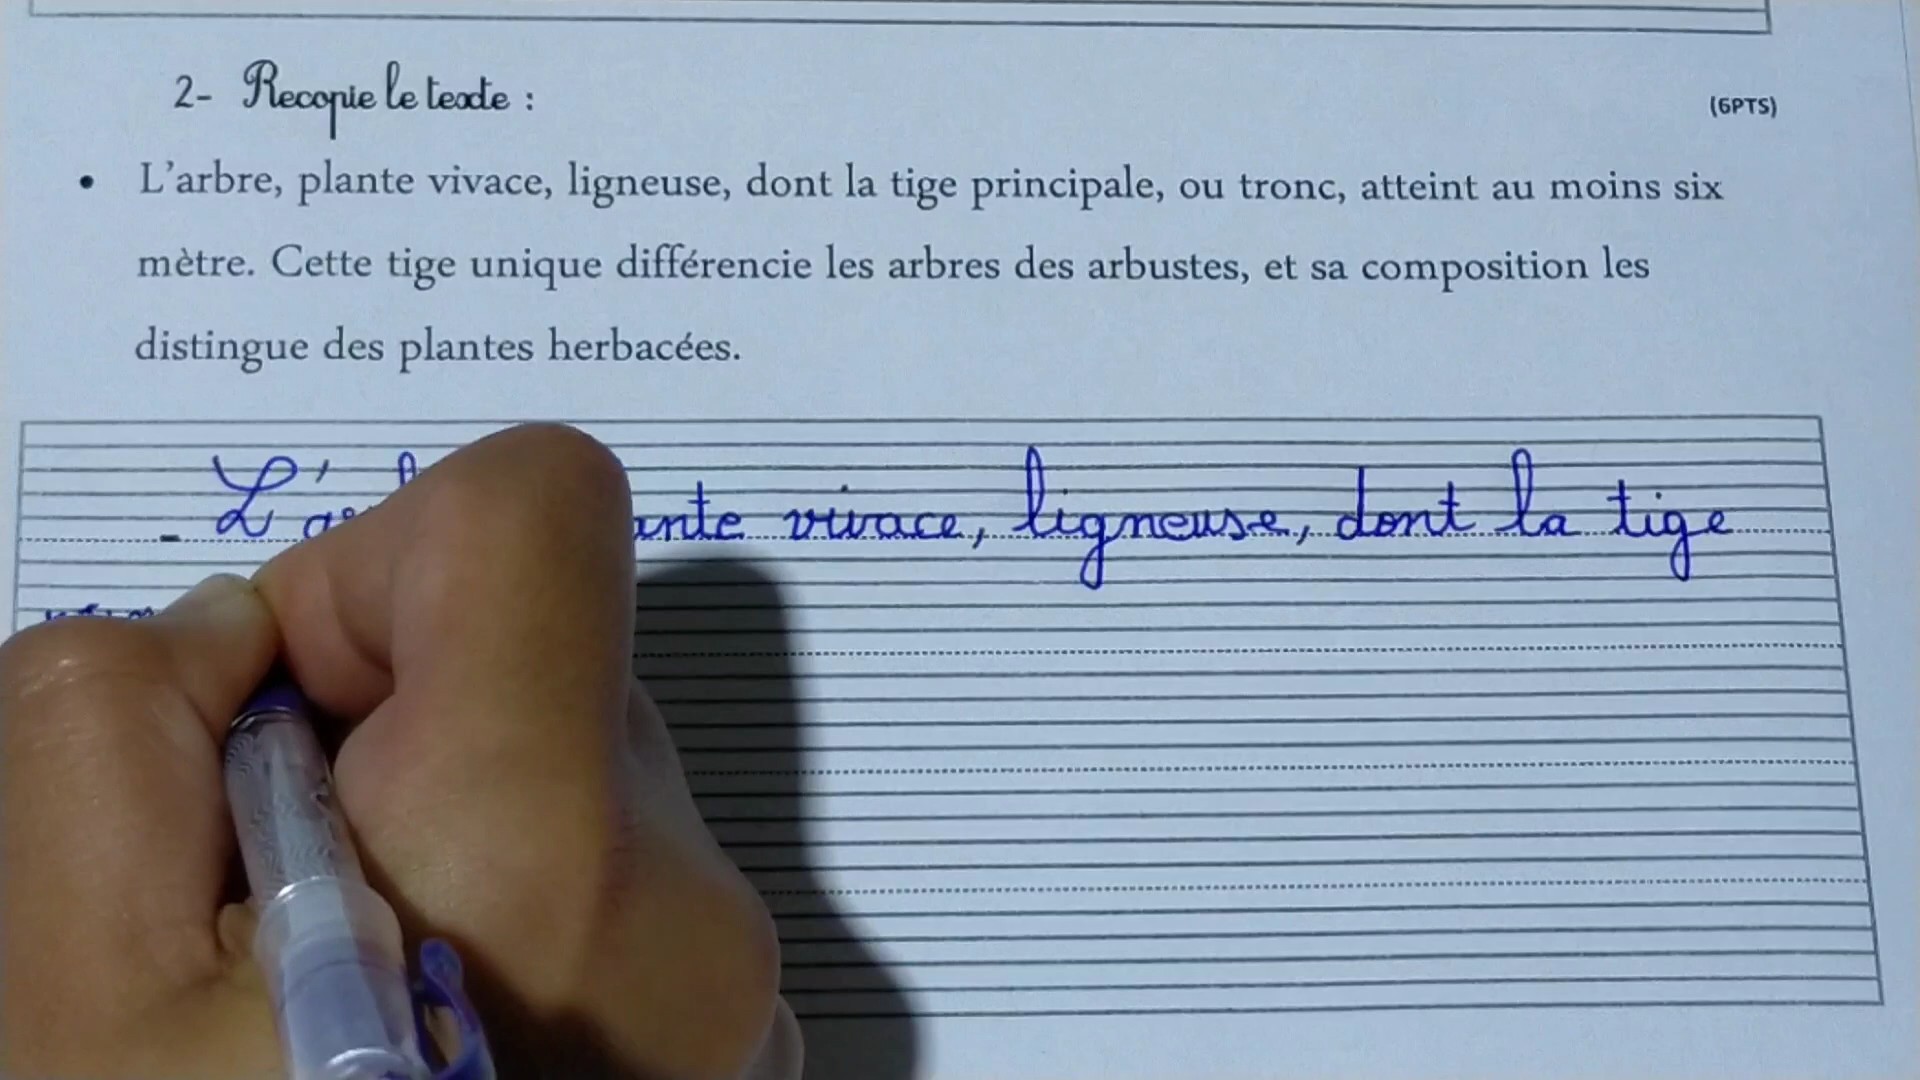 2- Recopie le texte :
(6PTS)
• L'arbre, plante vivace, ligneuse, dont la tige principale, ou tronc, atteint au moins six
mètre. Cette tige unique différencie les arbres des arbustes, et sa composition les
distingue des plantes herbacées.
- L' vivace, ligneuse, dont la tige